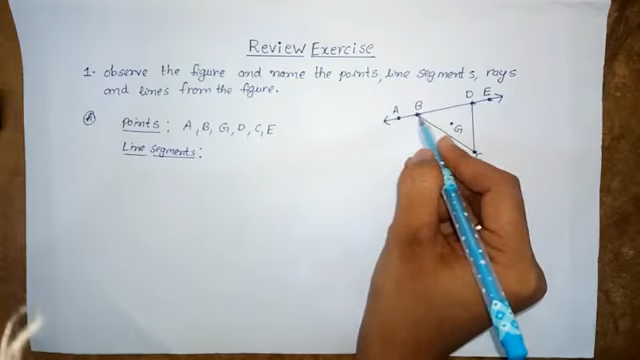 Review Exercise
1. observe the figure and name the points, line segments, rays
and lines from the figure.
A
Points: A, B, G, D, C, E
Line segments:
A B D E
G
C